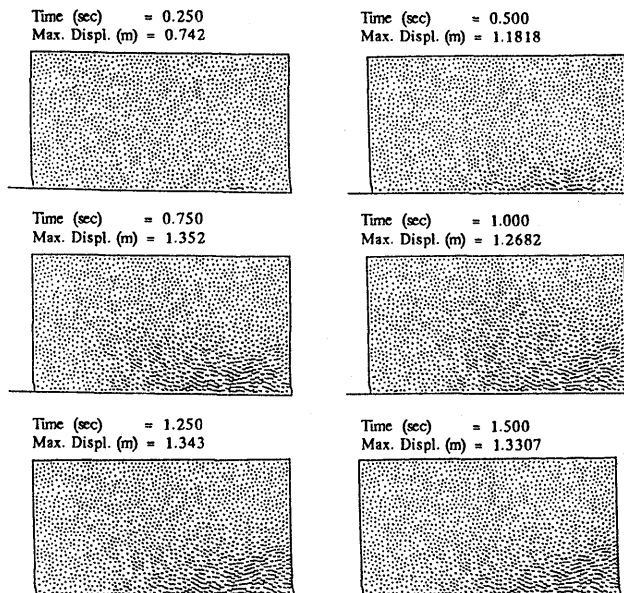 Time (sec) = 0.250
Max. Displ. (m) = 0.742
Time (sec) = 0.500
Max. Displ. (m) = 1.1818
Time (sec) = 0.750
Max. Displ. (m) = 1.352
Time (sec) = 1.000
Max. Displ. (m) = 1.2682
Time (sec) = 1.250
Max. Displ. (m) = 1.343
Time (sec) = 1.500
Max. Displ. (m) = 1.3307